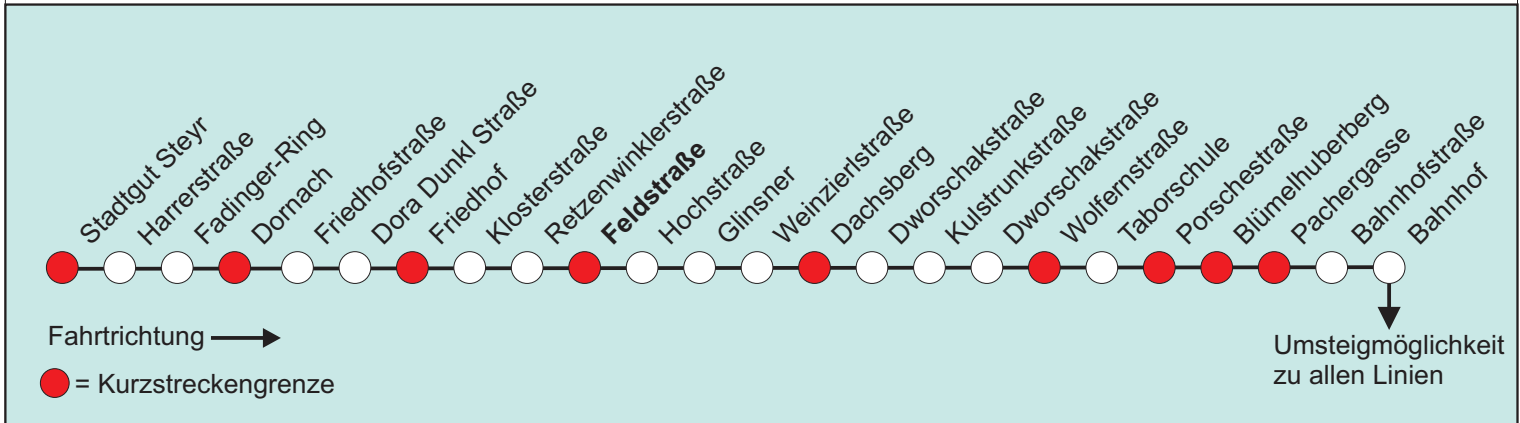 Stadtgut Steyr
Harrerstraße
Fadinger-Ring
Dornach
Friedhofstraße
Dora Dunkl Straße
Friedhof
Klosterstraße
Retzenwinklerstraße
Feldstraße
Hochstraße
Glinsner
Weinzierlstraße
Dachsberg
Dworschakstraße
Kulstrunkstraße
Dworschakstraße
Wolfernstraße
Taborschule
Porschestraße
Blümelhuberberg
Pachergasse
Bahnhofstraße
Bahnhof
Fahrtrichtung
= Kurzstreckengrenze
Umsteigmöglichkeit
zu allen Linien